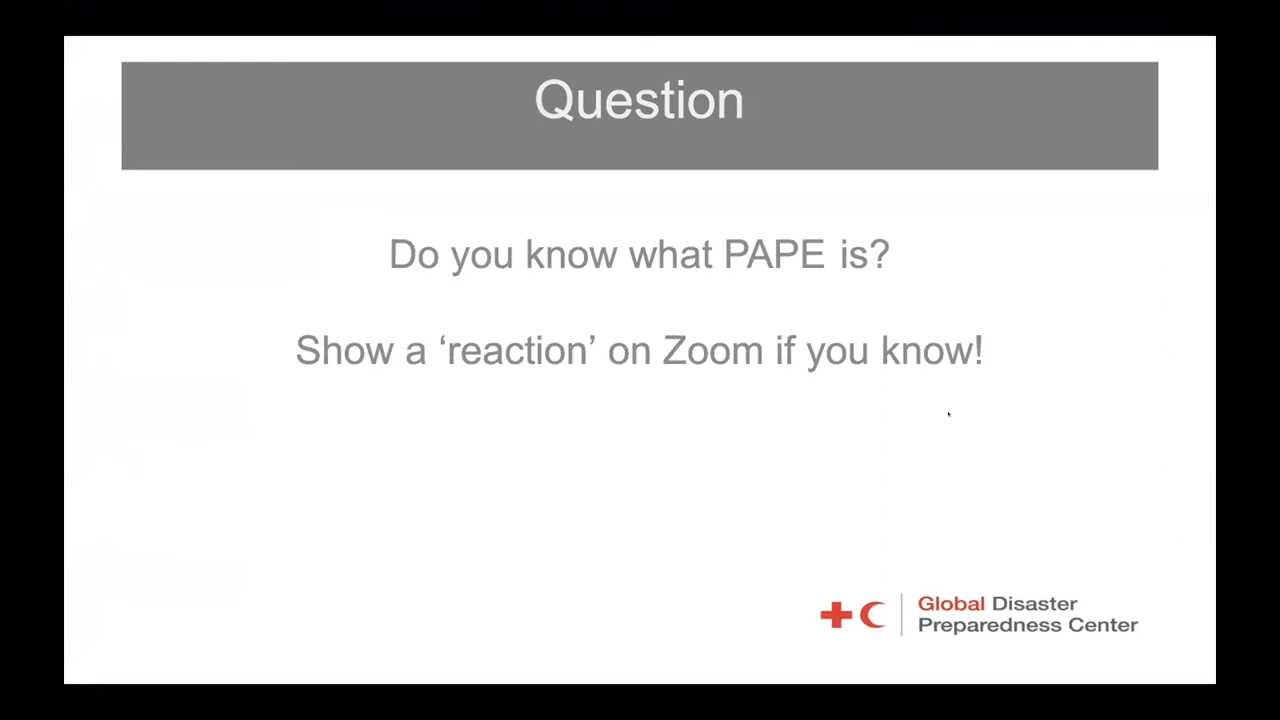 Question
Do you know what PAPE is?
Show a ‘reaction’ on Zoom if you know!
Global Disaster
Preparedness Center